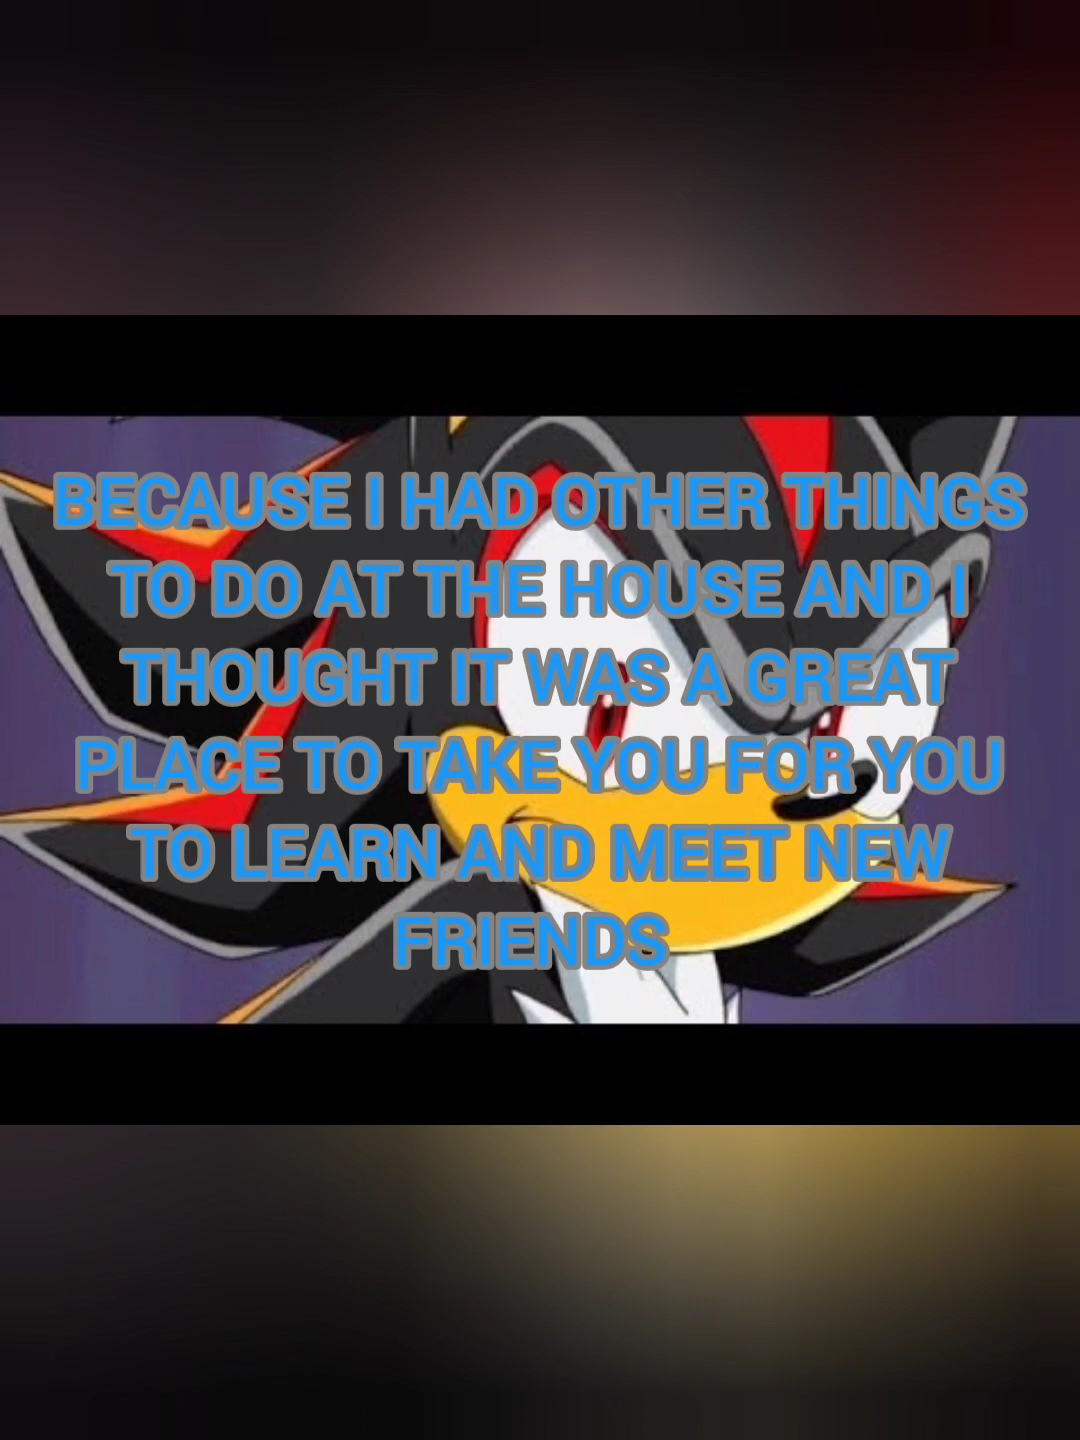 BECAUSE I HAD OTHER THINGS
TO DO AT THE HOUSE AND I
THOUGHT IT WAS A GREAT
PLACE TO TAKE YOU FOR YOU
TO LEARN AND MEET NEW
FRIENDS